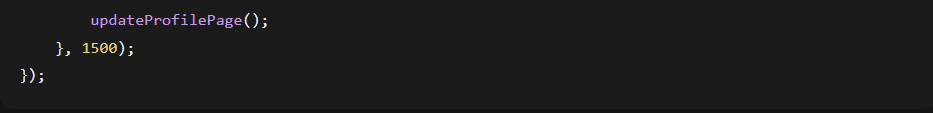 updateProfilePage();
}, 1500);
});